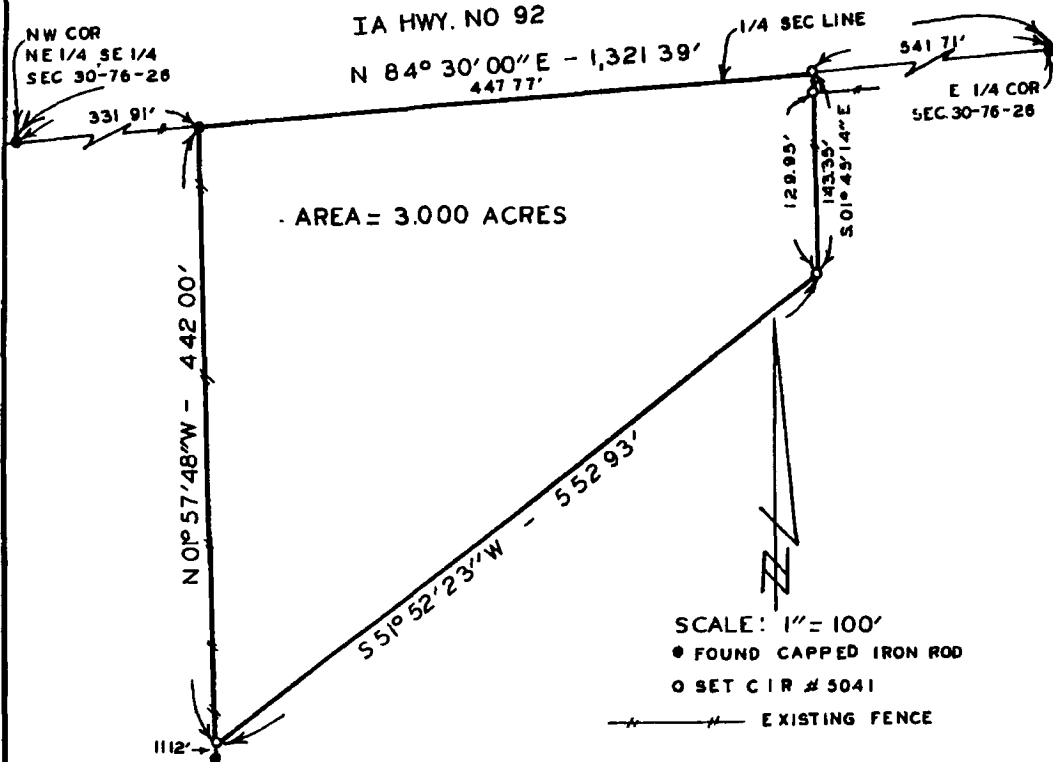 IA HWY. NO 92
NW COR
NE 1/4 SE 1/4
SEC 30-76-26
N 84° 30' 00" E - 1,321 39'
1/4 SEC LINE
541 71'
E 1/4 COR
SEC. 30-76-26
331 91'
447 77'
129.95'
143.35'
S 01° 45' 14" E
AREA = 3.000 ACRES
N 01° 57' 48" W - 442 00'
S 51° 52' 23" W - 552 93'
N
SCALE: 1" = 100'
FOUND CAPPED IRON ROD
SET C I R # 5041
EXISTING FENCE
11 12'